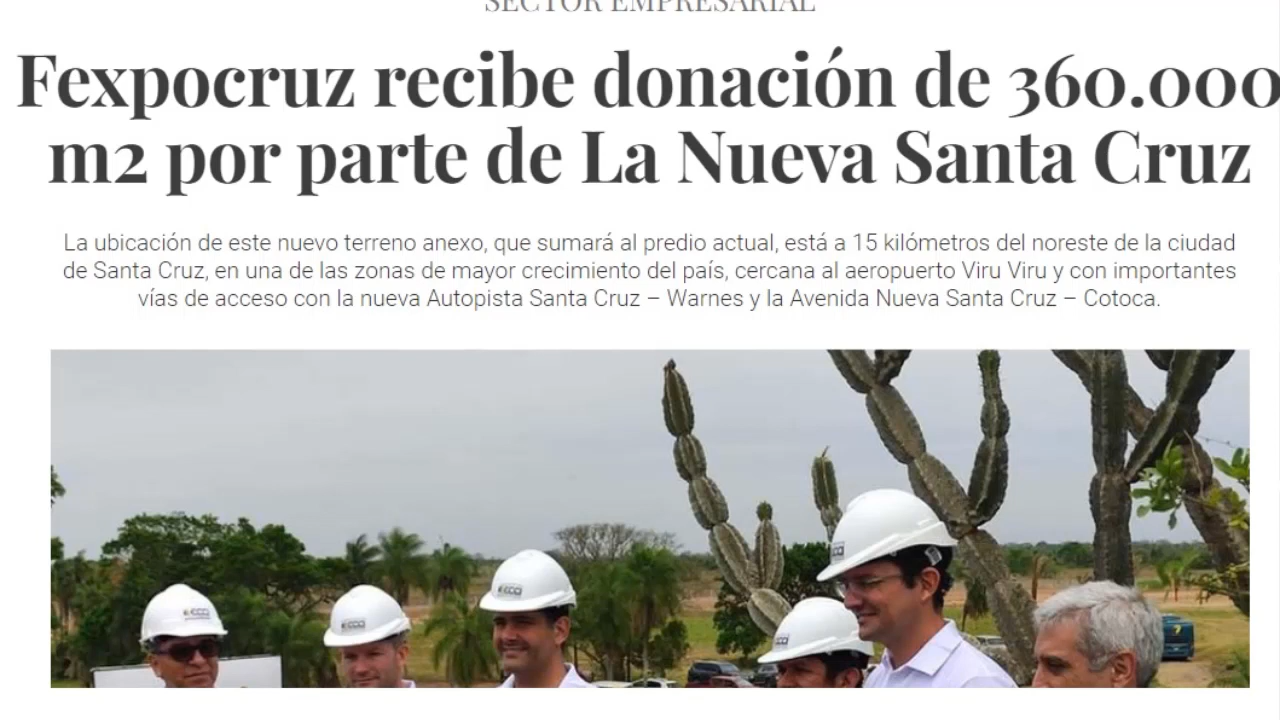 SECTOR EMPRESARIAL
Fexpocruz recibe donación de 360.000
m2 por parte de La Nueva Santa Cruz
La ubicación de este nuevo terreno anexo, que sumará al predio actual, está a 15 kilómetros del noreste de la ciudad
de Santa Cruz, en una de las zonas de mayor crecimiento del país, cercana al aeropuerto Viru Viru y con importantes
vías de acceso con la nueva Autopista Santa Cruz – Warnes y la Avenida Nueva Santa Cruz – Cotoca.